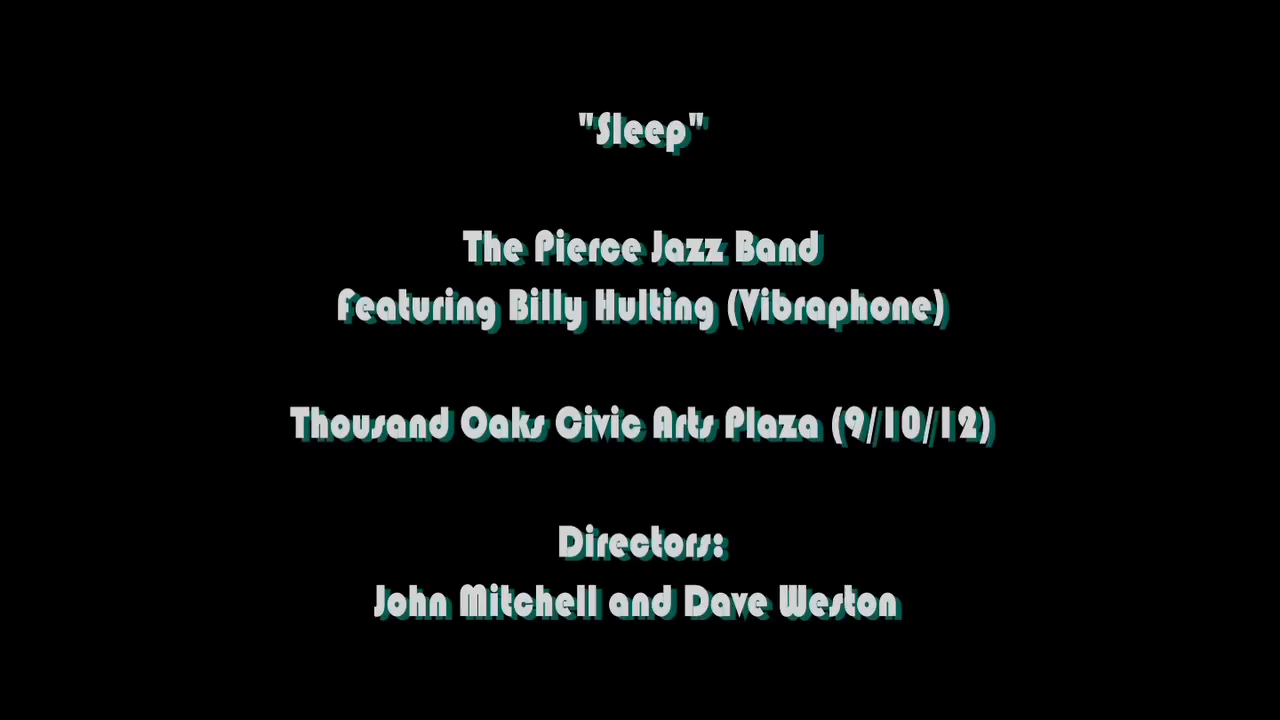 "Sleep"
The Pierce Jazz Band
Featuring Billy Hulting (Vibraphone)
Thousand Oaks Civic Arts Plaza (9/10/12)
Directors:
John Mitchell and Dave Weston